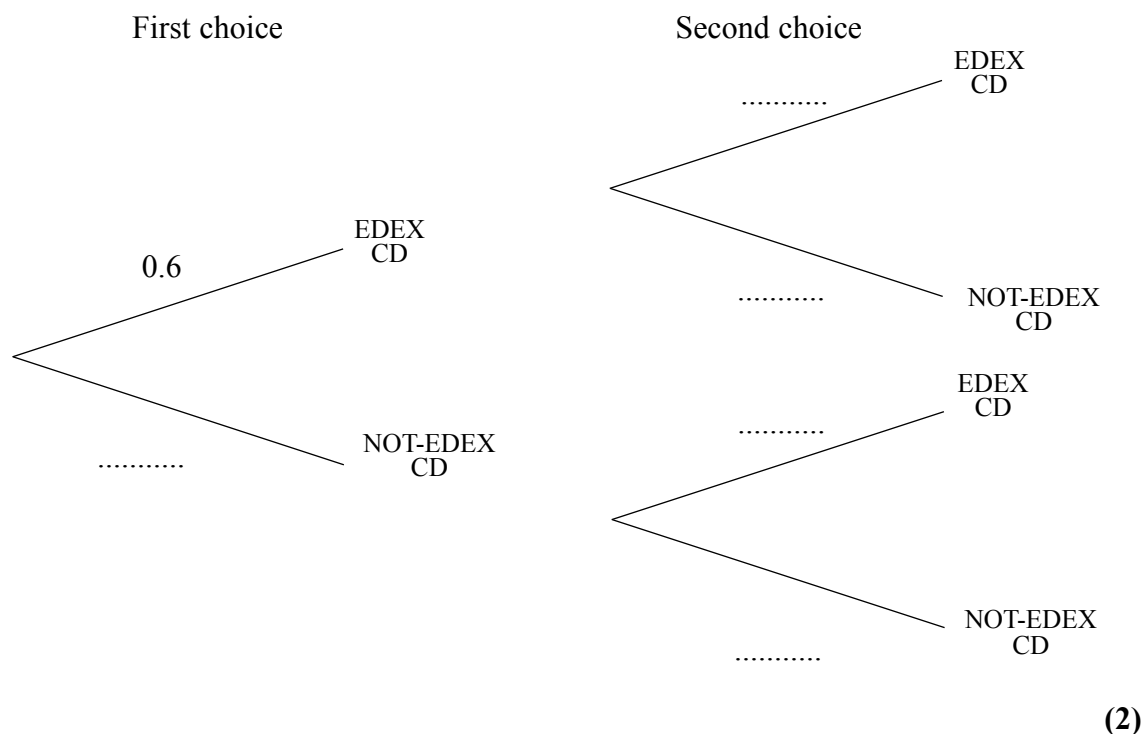 First choice Second choice
EDEX
CD
...........
EDEX
CD
0.6
...........
NOT-EDEX
CD
EDEX
CD
...........
NOT-EDEX
CD
...........
NOT-EDEX
CD
...........
(2)